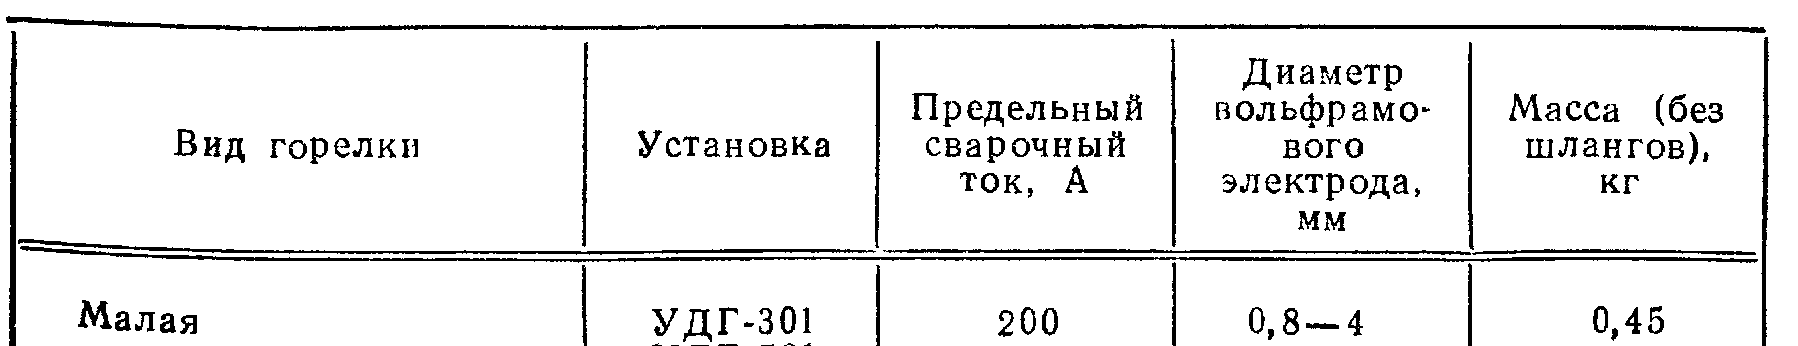 Вид горелки
Установка
Предельный
сварочный
ток, А
Диаметр
вольфрамо-
вого
электрода,
мм
Масса (без
шлангов),
кг
Малая
УДГ-301
200
0,8—4
0,45